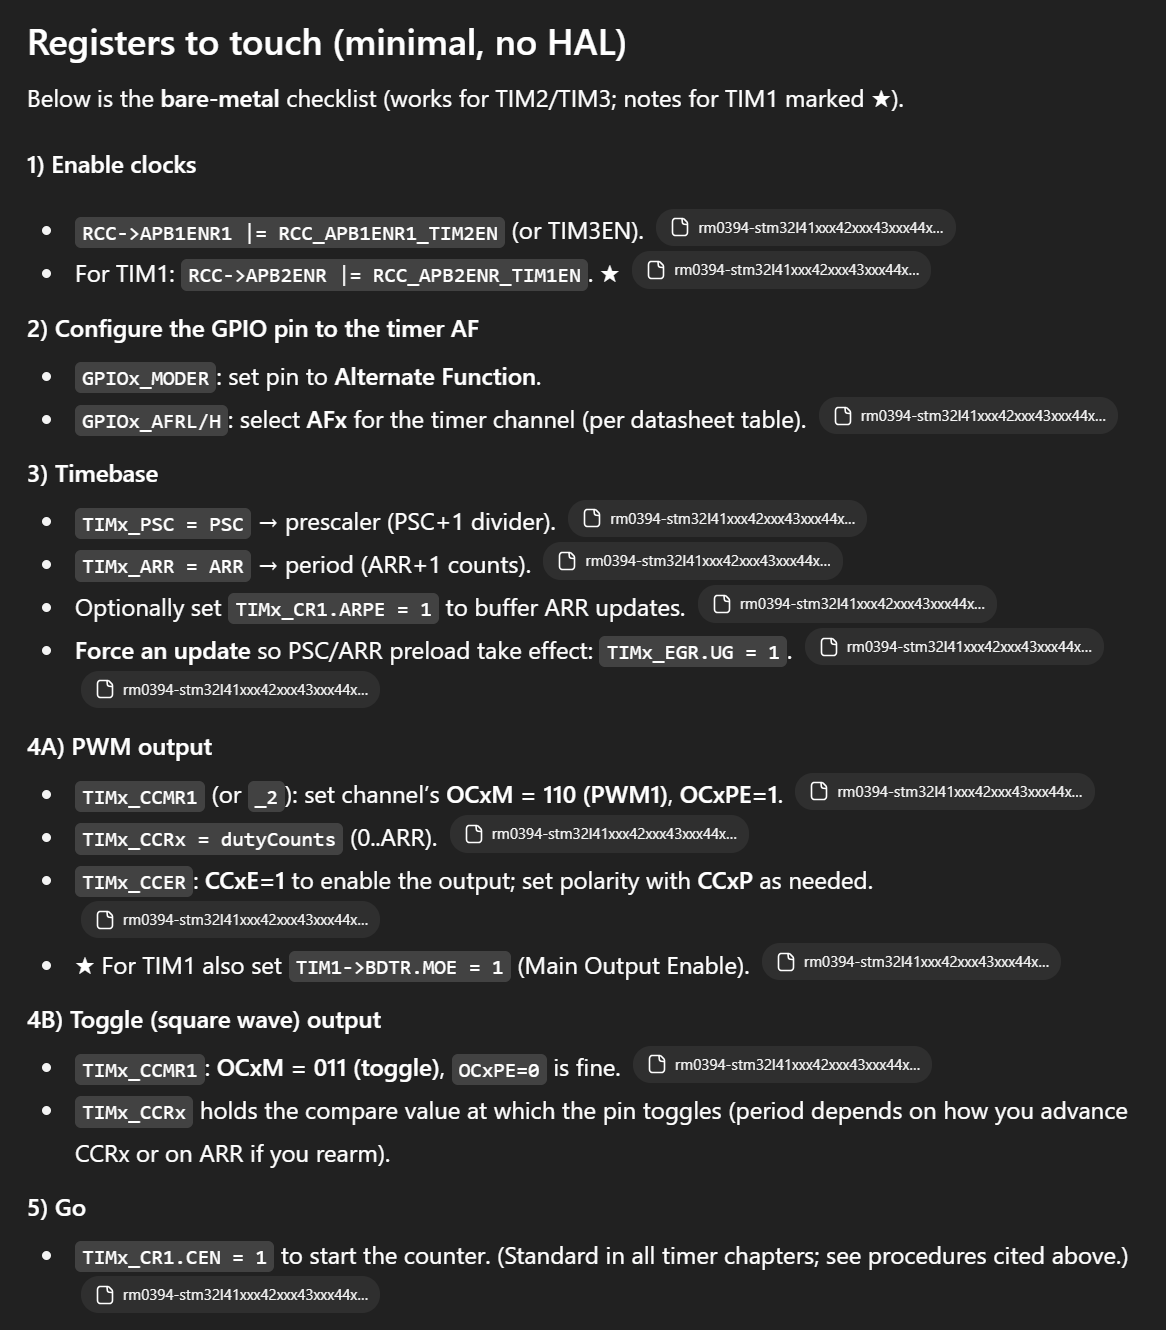 Registers to touch (minimal, no HAL)
Below is the bare-metal checklist (works for TIM2/TIM3; notes for TIM1 marked ★).
1) Enable clocks
• RCC->APB1ENR1 |= RCC_APB1ENR1_TIM2EN (or TIM3EN). rm0394-stm32l41xxx42xxx43xxx44x...
• For TIM1: RCC->APB2ENR |= RCC_APB2ENR_TIM1EN. ★ rm0394-stm32l41xxx42xxx43xxx44x...
2) Configure the GPIO pin to the timer AF
• GPIOx_MODER: set pin to Alternate Function.
• GPIOx_AFRL/H: select AFx for the timer channel (per datasheet table). rm0394-stm32l41xxx42xxx43xxx44x...
3) Timebase
• TIMx_PSC = PSC → prescaler (PSC+1 divider). rm0394-stm32l41xxx42xxx43xxx44x...
• TIMx_ARR = ARR → period (ARR+1 counts). rm0394-stm32l41xxx42xxx43xxx44x...
• Optionally set TIMx_CR1.ARPE = 1 to buffer ARR updates. rm0394-stm32l41xxx42xxx43xxx44x...
• Force an update so PSC/ARR preload take effect: TIMx_EGR.UG = 1. rm0394-stm32l41xxx42xxx43xxx44x...
rm0394-stm32l41xxx42xxx43xxx44x...
4A) PWM output
• TIMx_CCMR1 (or _2): set channel’s OCxM = 110 (PWM1), OCxPE=1. rm0394-stm32l41xxx42xxx43xxx44x...
• TIMx_CCRx = dutyCounts (0..ARR). rm0394-stm32l41xxx42xxx43xxx44x...
• TIMx_CCER: CCxE=1 to enable the output; set polarity with CCxP as needed.
rm0394-stm32l41xxx42xxx43xxx44x...
• ★ For TIM1 also set TIM1->BDTR.MOE = 1 (Main Output Enable). rm0394-stm32l41xxx42xxx43xxx44x...
4B) Toggle (square wave) output
• TIMx_CCMR1: OCxM = 011 (toggle), OCxPE=0 is fine. rm0394-stm32l41xxx42xxx43xxx44x...
• TIMx_CCRx holds the compare value at which the pin toggles (period depends on how you advance
CCRx or on ARR if you rearm).
5) Go
• TIMx_CR1.CEN = 1 to start the counter. (Standard in all timer chapters; see procedures cited above.)
rm0394-stm32l41xxx42xxx43xxx44x...